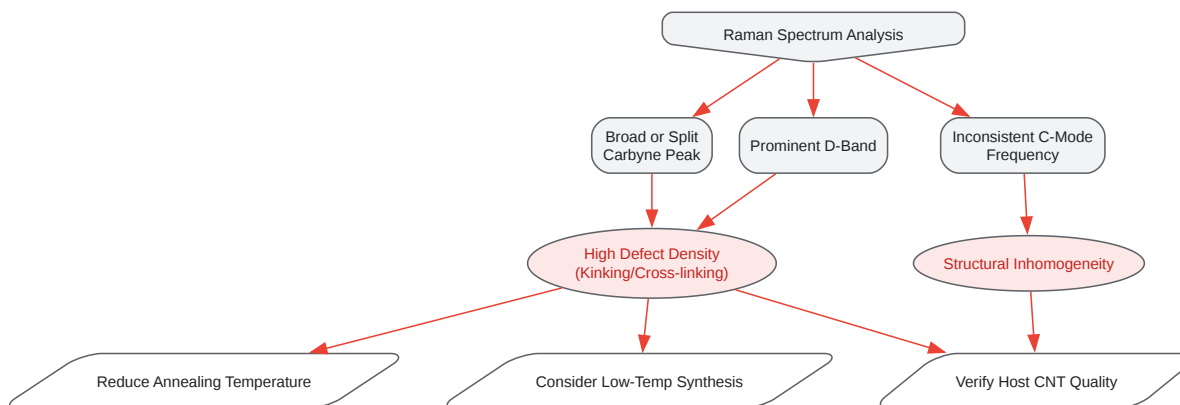 Raman Spectrum Analysis
Broad or Split
Carbyne Peak
Prominent D-Band
Inconsistent C-Mode
Frequency
High Defect Density
(Kinking/Cross-linking)
Structural Inhomogeneity
Reduce Annealing Temperature
Consider Low-Temp Synthesis
Verify Host CNT Quality